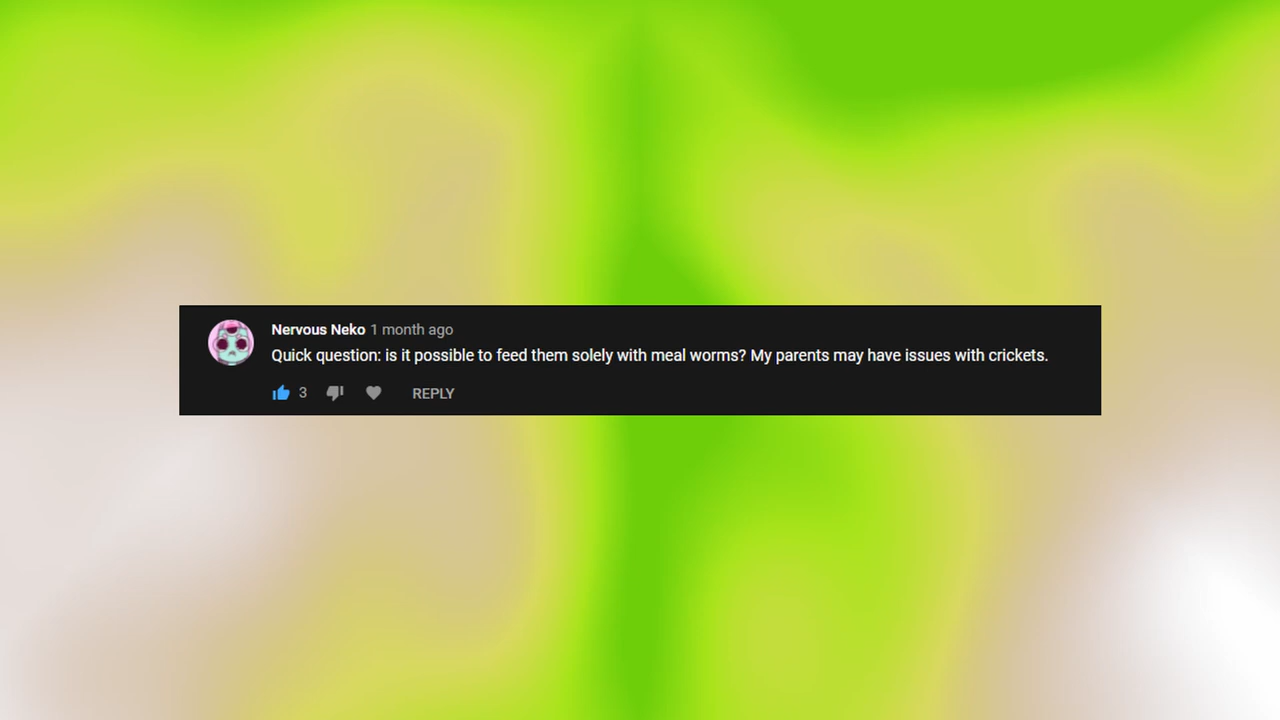 Nervous Neko 1 month ago
Quick question: is it possible to feed them solely with meal worms? My parents may have issues with crickets.
3 REPLY